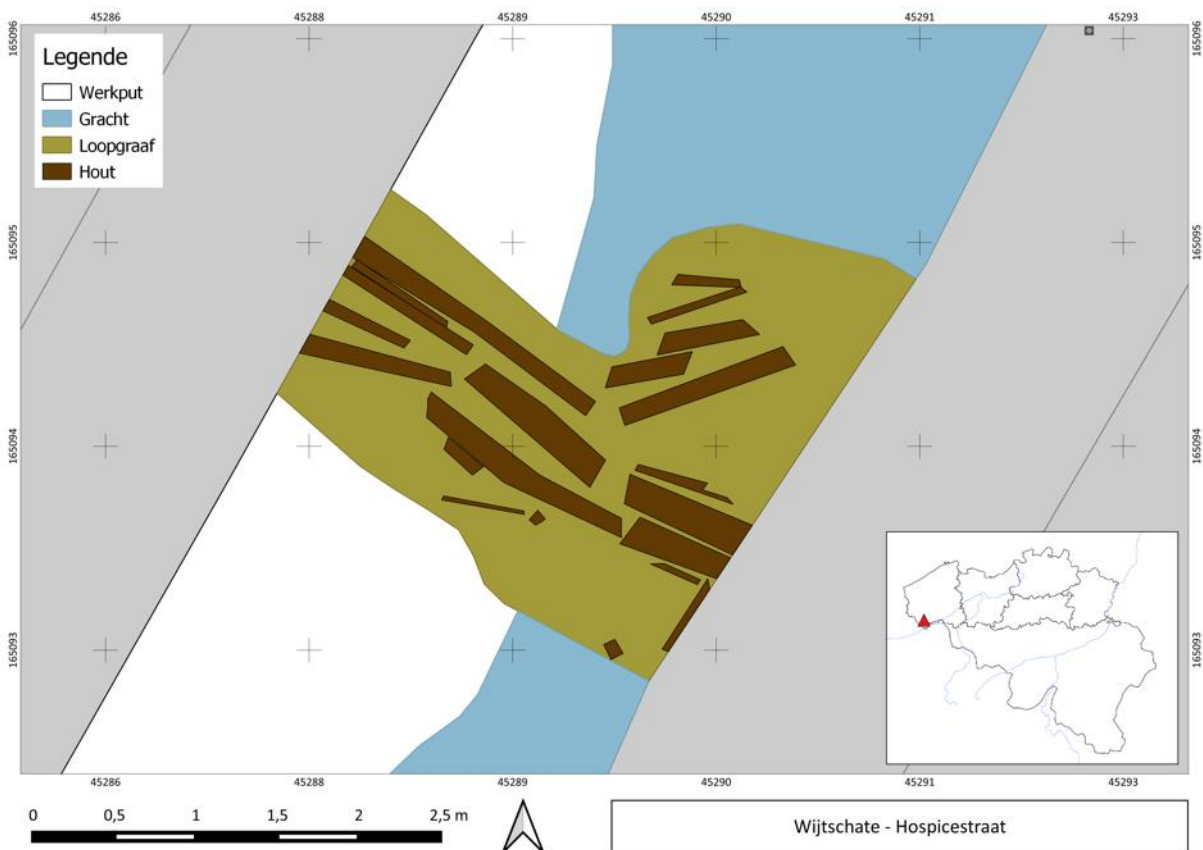 45286 45288 45289 45290 45291 45293
165096 165096
Legende
Werkput
Gracht
Loopgraaf
Hout
165095 165095
165094 165094
165093 165093
45286 45288 45289 45290 45291 45293
0 0,5 1 1,5 2 2,5 m
Wijtschate - Hospicestraat